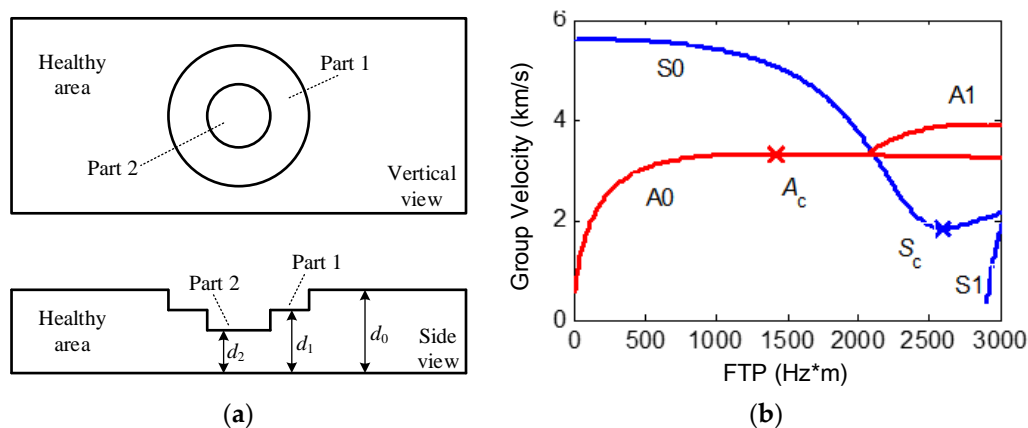 Healthy
area
Part 1
Part 2
Vertical
view
Part 1
Part 2
Healthy
area
d2
d1
d0
Side
view
(a)
Group Velocity (km/s)
6
4
2
0
S0
A0
A1
Ac
Sc
S1
0 500 1000 1500 2000 2500 3000
FTP (Hz*m)
(b)